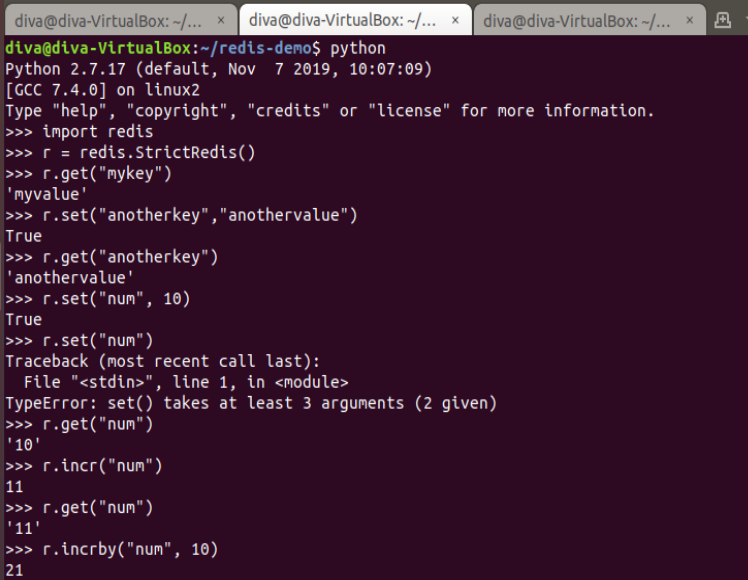 diva@diva-VirtualBox: ~/... × diva@diva-VirtualBox: ~/... × diva@diva-VirtualBox: ~/... ×
diva@diva-VirtualBox:~/redis-demo$ python
Python 2.7.17 (default, Nov  7 2019, 10:07:09)
[GCC 7.4.0] on linux2
Type "help", "copyright", "credits" or "license" for more information.
>>> import redis
>>> r = redis.StrictRedis()
>>> r.get("mykey")
'myvalue'
>>> r.set("anotherkey","anothervalue")
True
>>> r.get("anotherkey")
'anothervalue'
>>> r.set("num", 10)
True
>>> r.set("num")
Traceback (most recent call last):
  File "<stdin>", line 1, in <module>
TypeError: set() takes at least 3 arguments (2 given)
>>> r.get("num")
'10'
>>> r.incr("num")
11
>>> r.get("num")
'11'
>>> r.incrby("num", 10)
21